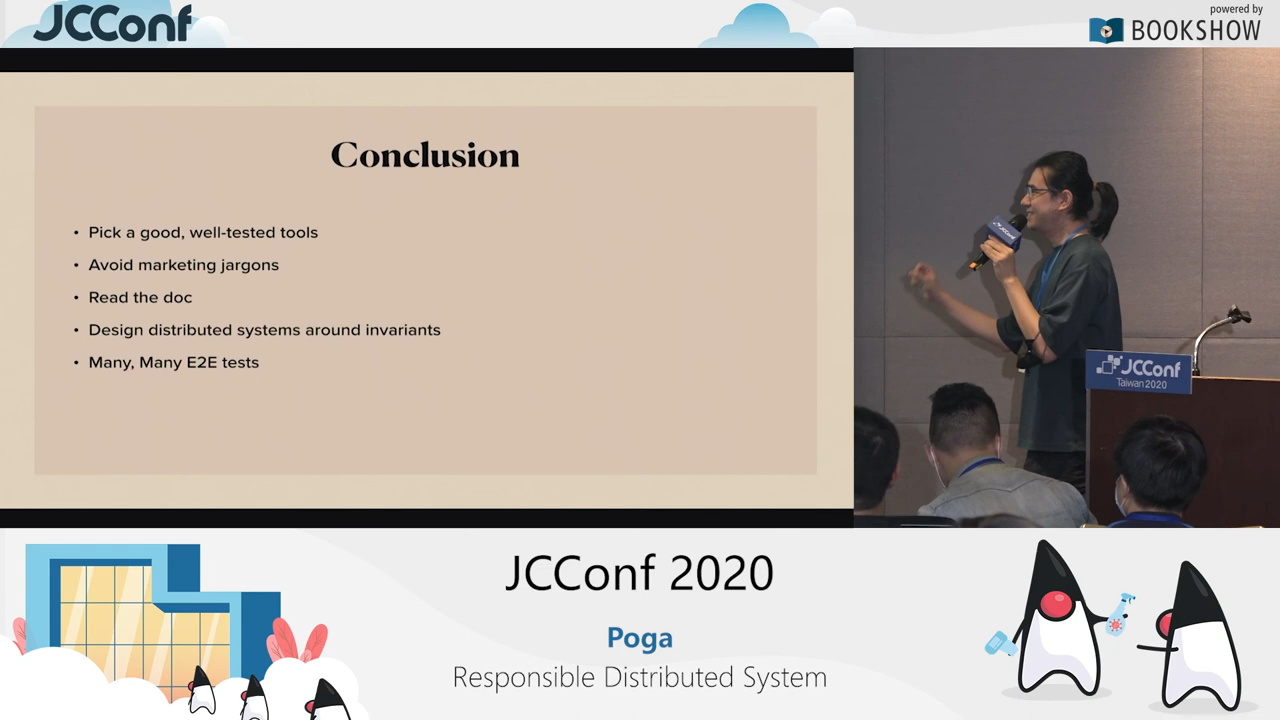 JCConf
powered by
BOOKSHOW
Conclusion
• Pick a good, well-tested tools
• Avoid marketing jargons
• Read the doc
• Design distributed systems around invariants
• Many, Many E2E tests
JCConf
JCConf
Taiwan 2020
JCConf 2020
Poga
Responsible Distributed System